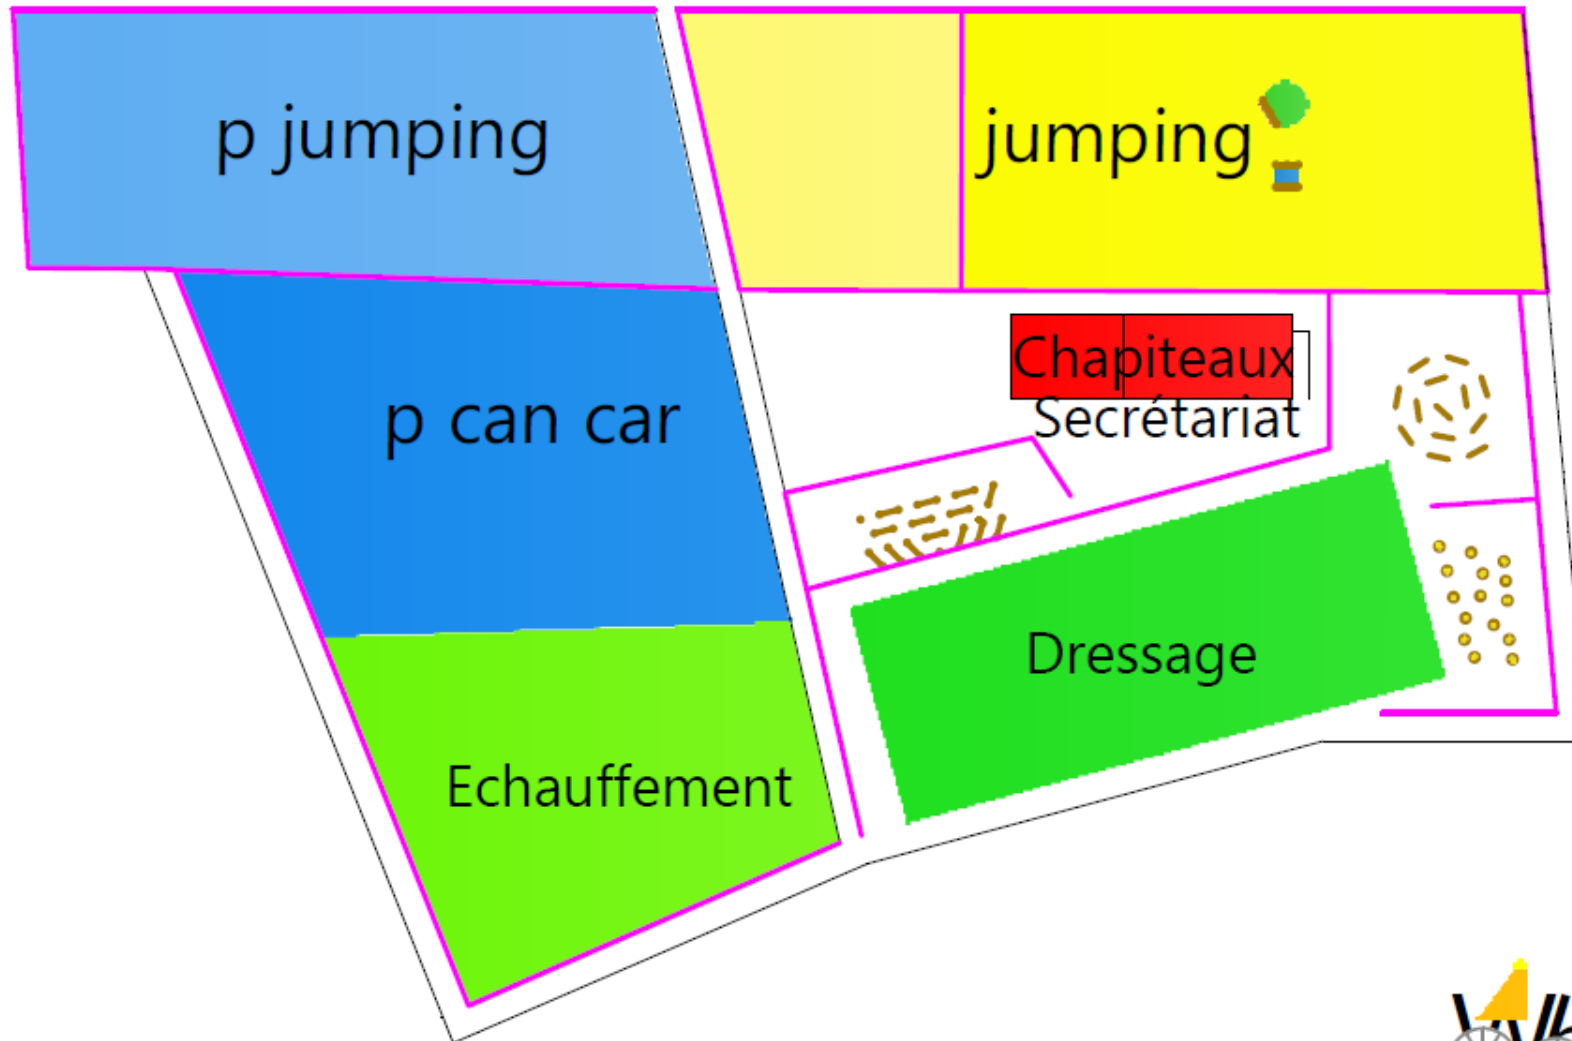 p jumping
jumping
Chapiteaux
Secrétariat
p can car
Dressage
Echauffement